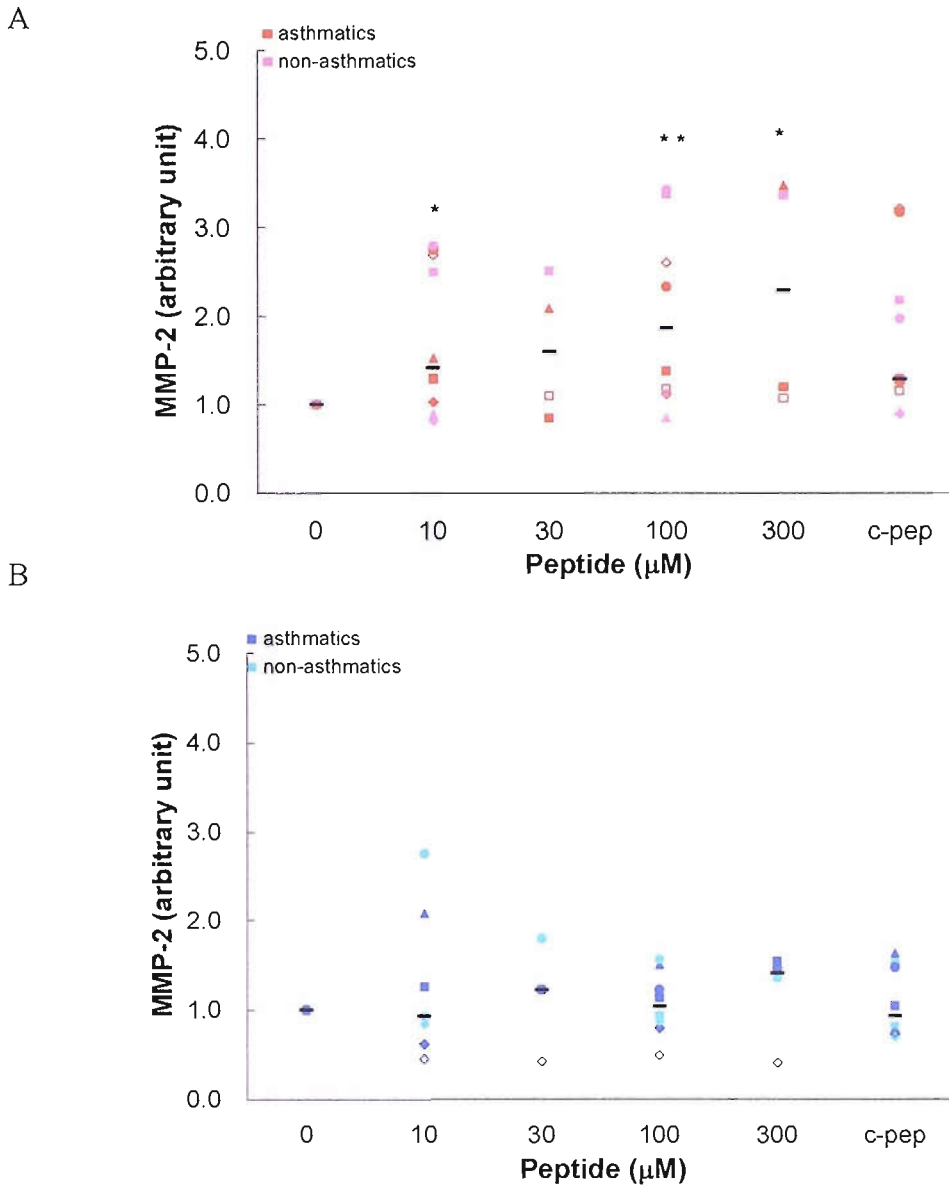 A
asthmatics
non-asthmatics
5.0
4.0
3.0
2.0
1.0
0.0
MMP-2 (arbitrary unit)
*
* *
*
0 10 30 100 300 c-pep
Peptide (μM)
B
asthmatics
non-asthmatics
5.0
4.0
3.0
2.0
1.0
0.0
MMP-2 (arbitrary unit)
0 10 30 100 300 c-pep
Peptide (μM)